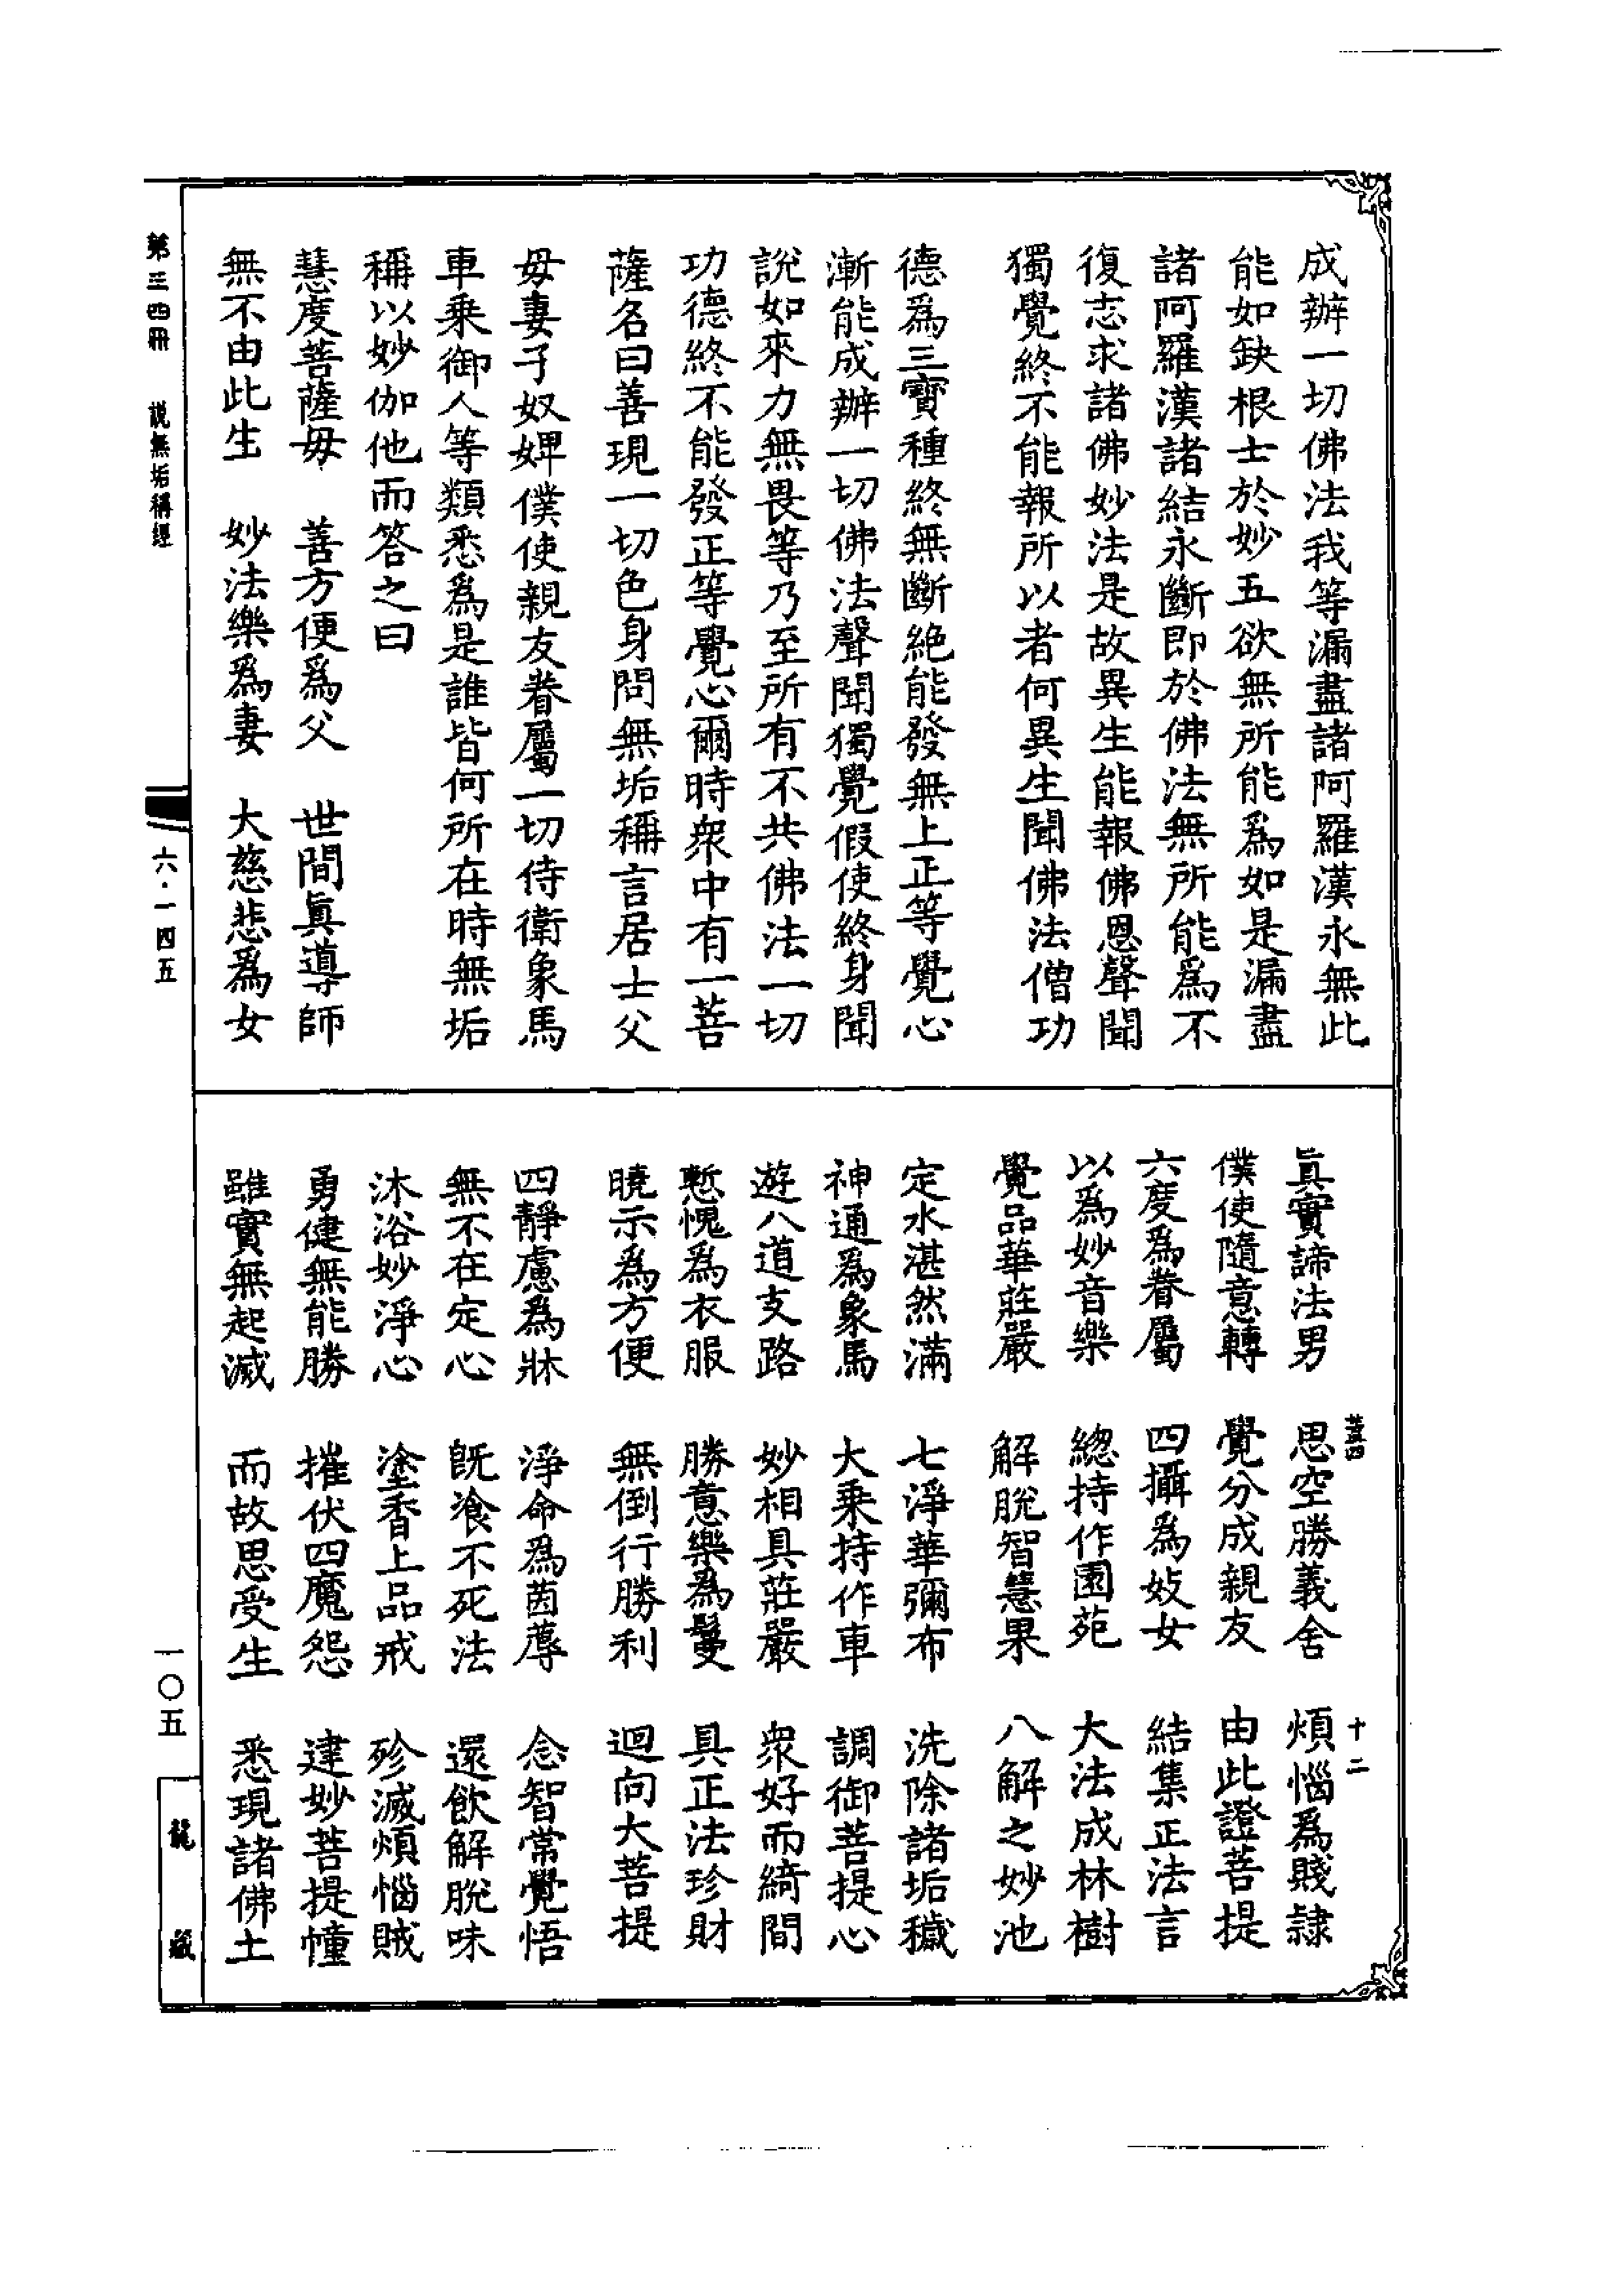 成辦一切佛法我等漏盡諸阿羅漢永無此
能如缺根士於妙五欲無所能爲如是漏盡
諸阿羅漢諸結永斷即於佛法無所能爲不
復志求諸佛妙法是故異生能報佛恩聲聞
獨覺終不能報所以者何異生聞佛法僧功
德爲三寶種終無斷絶能發無上正等覺心
漸能成辦一切佛法聲聞獨覺假使終身聞
說如來力無畏等乃至所有不共佛法一切
功德終不能發正等覺心爾時衆中有一菩
薩名曰善現一切色身問無垢稱言居士父
母妻子奴婢僕使親友眷屬一切侍衛象馬
車乗御人等類悉爲是誰皆何所在時無垢
稱以妙伽他而答之曰
慧度菩薩母　善方便爲父　世間眞導師
無不由此生　妙法樂爲妻　大慈悲爲女
眞實諦法男　思空勝義舍　煩惱爲賤隷
僕使隨意轉　覺分成親友　由此證菩提
六度爲眷屬　四攝爲妓女　結集正法言
以爲妙音樂　總持作園苑　大法成林樹
覺品華莊嚴　解脫智慧果　八解之妙池
定水湛然滿　七淨華彌布　洗除諸垢穢
神通爲象馬　大乗持作車　調御菩提心
遊八道支路　妙相具莊嚴　衆好而綺間
慙愧爲衣服　勝意樂爲鬘　具正法珍財
曉示爲方便　無倒行勝利　迴向大菩提
四靜慮爲牀　淨命爲茵蓐　念智常覺悟
無不在定心　旣飡不死法　還飲解脫味
沐浴妙淨心　塗香上品戒　殄滅煩惱賊
勇健無能勝　摧伏四魔怨　建妙菩提幢
雖實無起滅　而故思受生　悉現諸佛土
十二
第三四冊　說無垢稱經
六·一四五
一〇五
龍藏